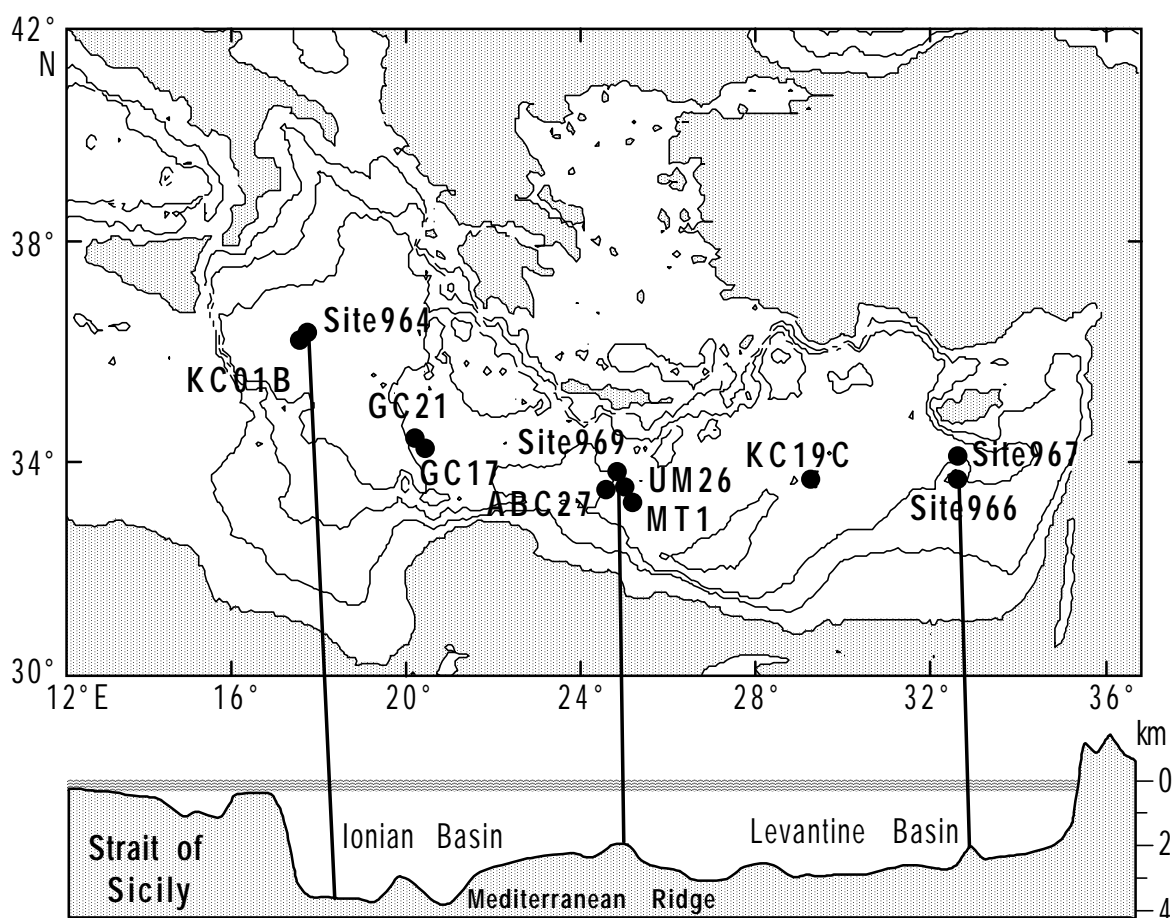 42°
N
38°
Site964
KC01B
GC21
Site969
KC19C
Site967
34°
GC17
UM26
ABC27
MT1
Site966
30°
12°E 16° 20° 24° 28° 32° 36°
km
0
Ionian Basin
Levantine Basin
Strait of
Sicily
2
Mediterranean Ridge
4